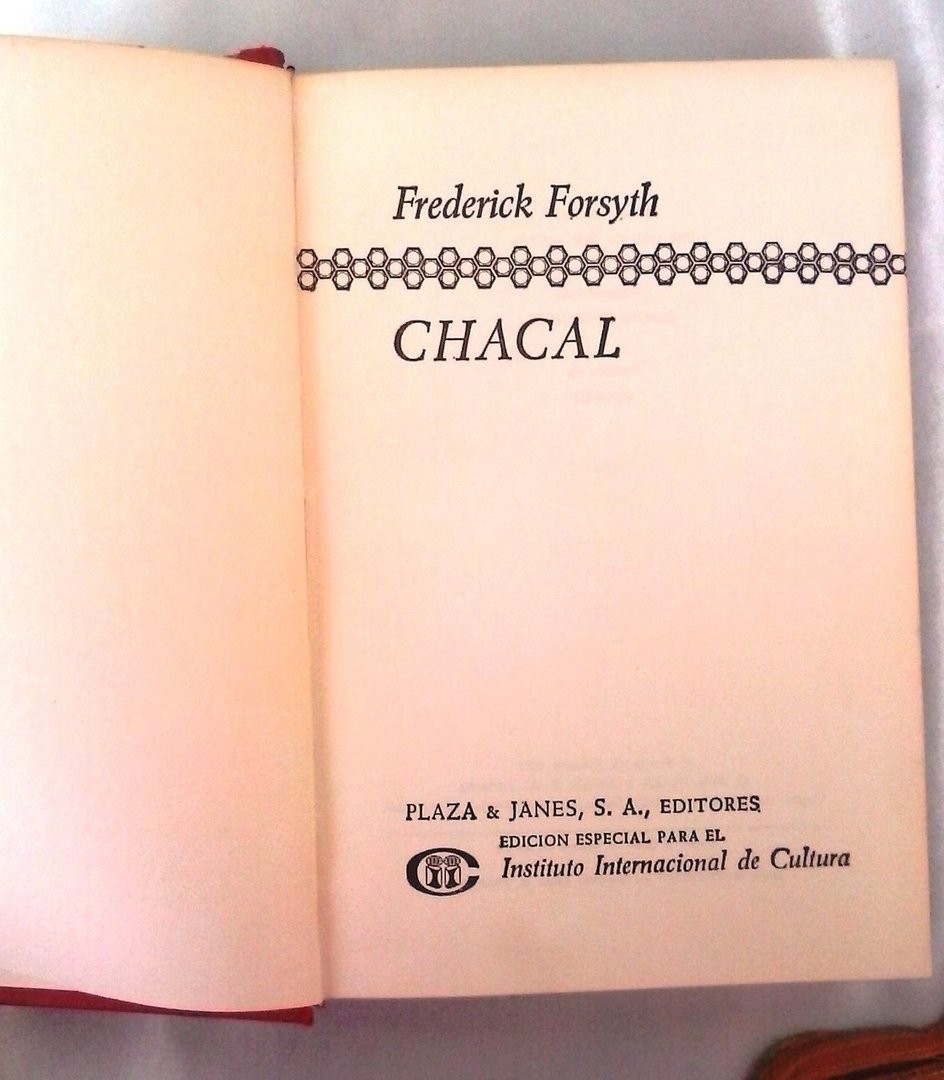 Frederick Forsyth
CHACAL
PLAZA & JANES, S. A., EDITORES
EDICION ESPECIAL PARA EL
Instituto Internacional de Cultura